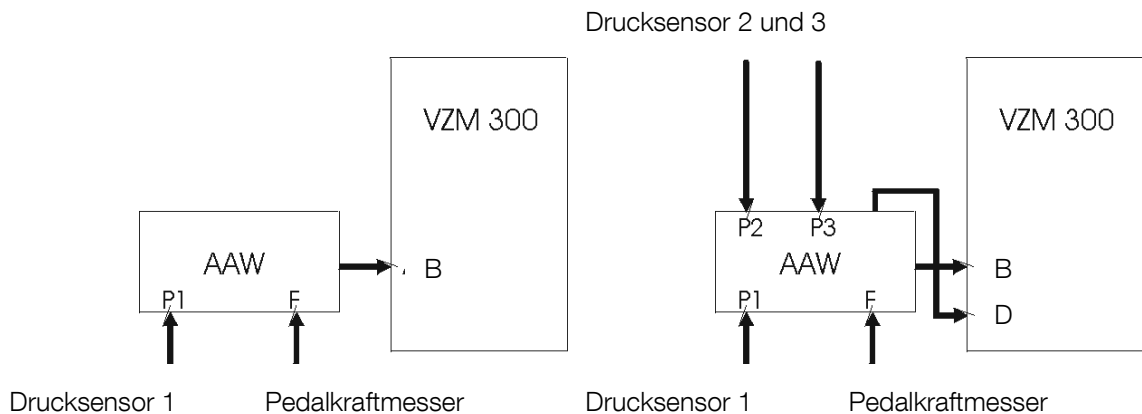 Drucksensor 2 und 3
VZM 300
AAW
P1
F
B
Drucksensor 1
Pedalkraftmesser
VZM 300
P2
P3
AAW
P1
F
B
D
Drucksensor 1
Pedalkraftmesser